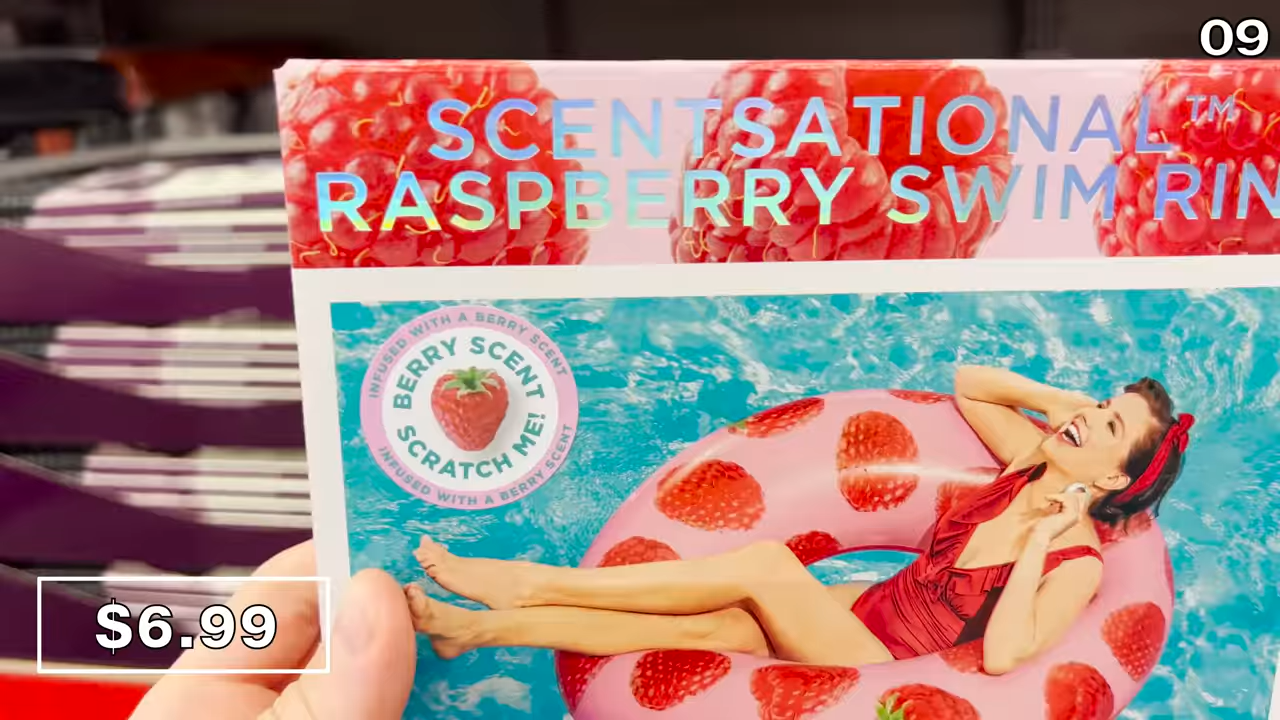 09
SCENTSATIONAL™
RASPBERRY SWIM RIN
INFUSED WITH A BERRY SCENT
BERRY SCENT
SCRATCH ME!
INFUSED WITH A BERRY SCENT
$6.99